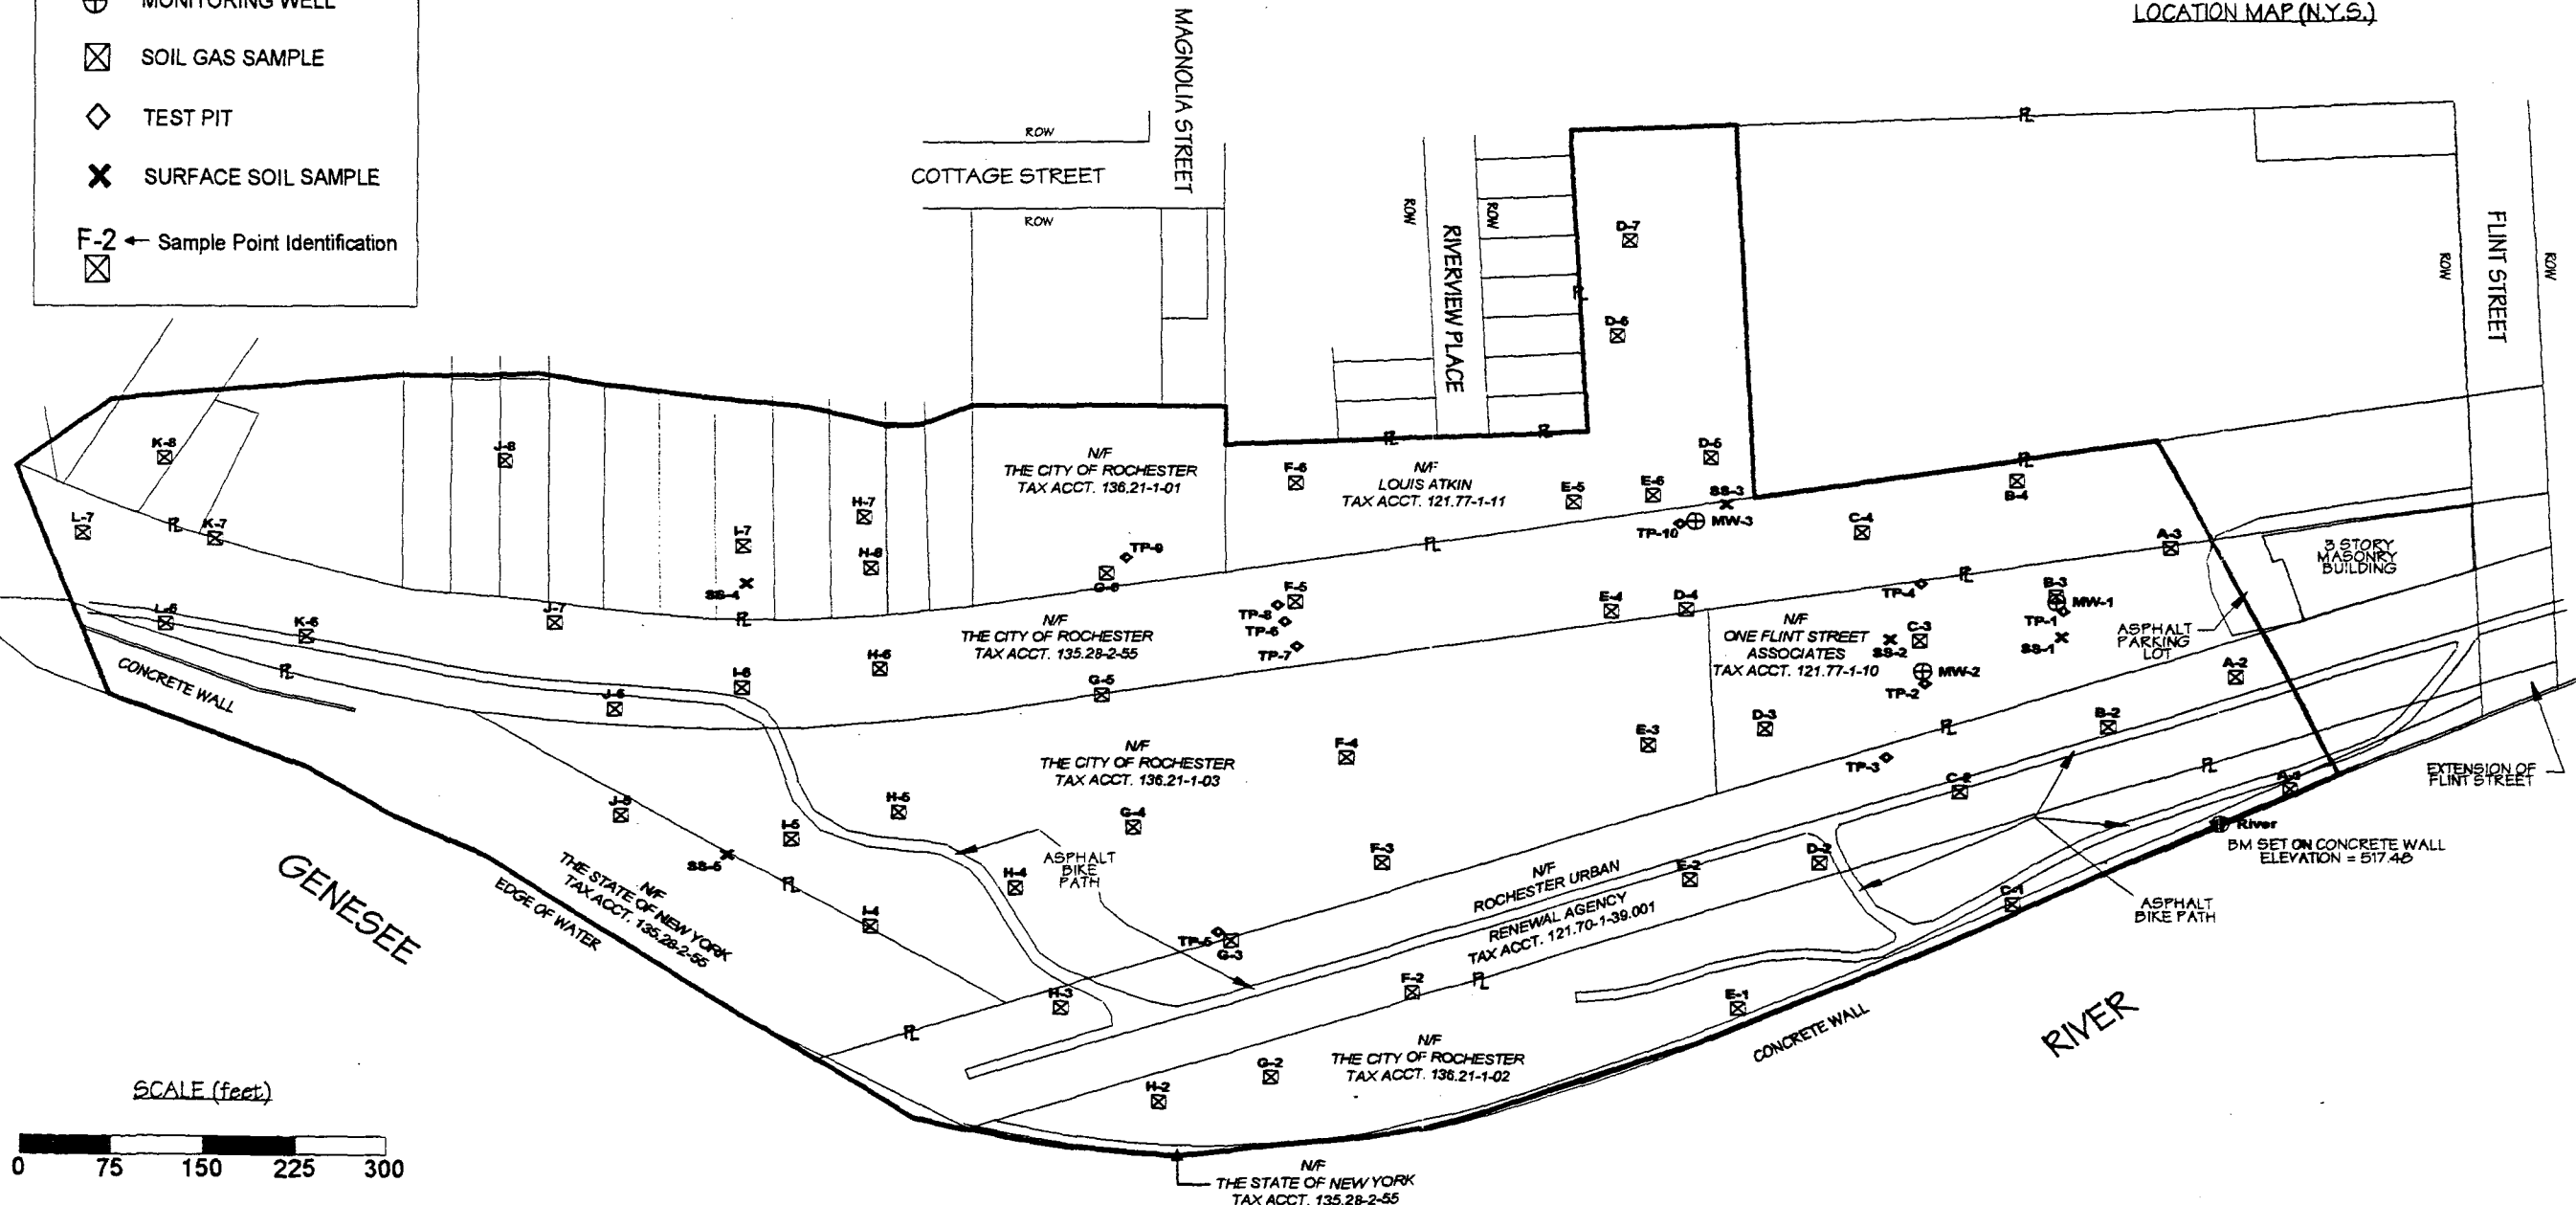 MONITORING WELL
SOIL GAS SAMPLE
TEST PIT
SURFACE SOIL SAMPLE
F-2 ← Sample Point Identification
LOCATION MAP (N.Y.S.)
MAGNOLIA STREET
ROW
COTTAGE STREET
ROW
ROW
RIVERVIEW PLACE
ROW
ROW
FLINT STREET
ROW
D-7
D-6
K-8
J-8
L-7
K-7
I-7
H-7
SS-4
N/F
THE CITY OF ROCHESTER
TAX ACCT. 136.21-1-01
TP-9
F-6
N/F
LOUIS ATKIN
TAX ACCT. 121.77-1-11
E-5
E-6
D-5
SS-3
TP-10
MW-3
C-4
B-4
A-3
3 STORY
MASONRY
BUILDING
K-6
J-7
H-6
N/F
THE CITY OF ROCHESTER
TAX ACCT. 135.28-2-55
F-5
TP-8
TP-6
TP-7
E-4
D-4
N/F
ONE FLINT STREET
ASSOCIATES
TAX ACCT. 121.77-1-10
TP-4
B-3
MW-1
TP-1
SS-1
C-3
SS-2
MW-2
TP-2
ASPHALT
PARKING
LOT
A-2
CONCRETE WALL
I-6
G-5
N/F
THE CITY OF ROCHESTER
TAX ACCT. 136.21-1-03
F-4
E-3
D-3
TP-3
B-2
C-2
EXTENSION OF
FLINT STREET
H-5
I-5
SS-5
G-4
F-3
H-4
ASPHALT
BIKE
PATH
E-2
D-2
C-1
River
BM SET ON CONCRETE WALL
ELEVATION = 517.48
ASPHALT
BIKE PATH
GENESEE
EDGE OF WATER
N/F
THE STATE OF NEW YORK
TAX ACCT. 135.28-2-55
N/F
ROCHESTER URBAN
RENEWAL AGENCY
TAX ACCT. 121.70-1-39.001
TP-5
G-3
H-3
F-2
E-1
CONCRETE WALL
RIVER
N/F
THE CITY OF ROCHESTER
TAX ACCT. 136.21-1-02
G-2
H-2
SCALE (feet)
0 75 150 225 300
N/F
THE STATE OF NEW YORK
TAX ACCT. 135.28-2-55